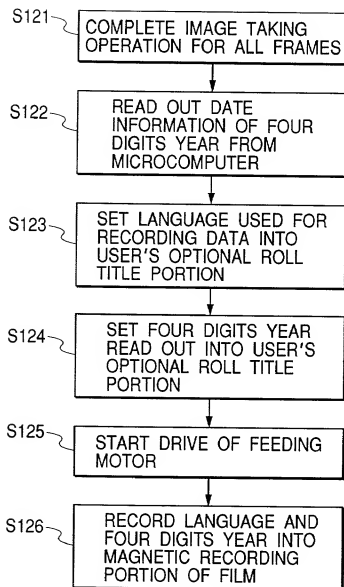 S121
COMPLETE IMAGE TAKING
OPERATION FOR ALL FRAMES
S122
READ OUT DATE
INFORMATION OF FOUR
DIGITS YEAR FROM
MICROCOMPUTER
S123
SET LANGUAGE USED FOR
RECORDING DATA INTO
USER'S OPTIONAL ROLL
TITLE PORTION
S124
SET FOUR DIGITS YEAR
READ OUT INTO USER'S
OPTIONAL ROLL TITLE
PORTION
S125
START DRIVE OF FEEDING
MOTOR
S126
RECORD LANGUAGE AND
FOUR DIGITS YEAR INTO
MAGNETIC RECORDING
PORTION OF FILM